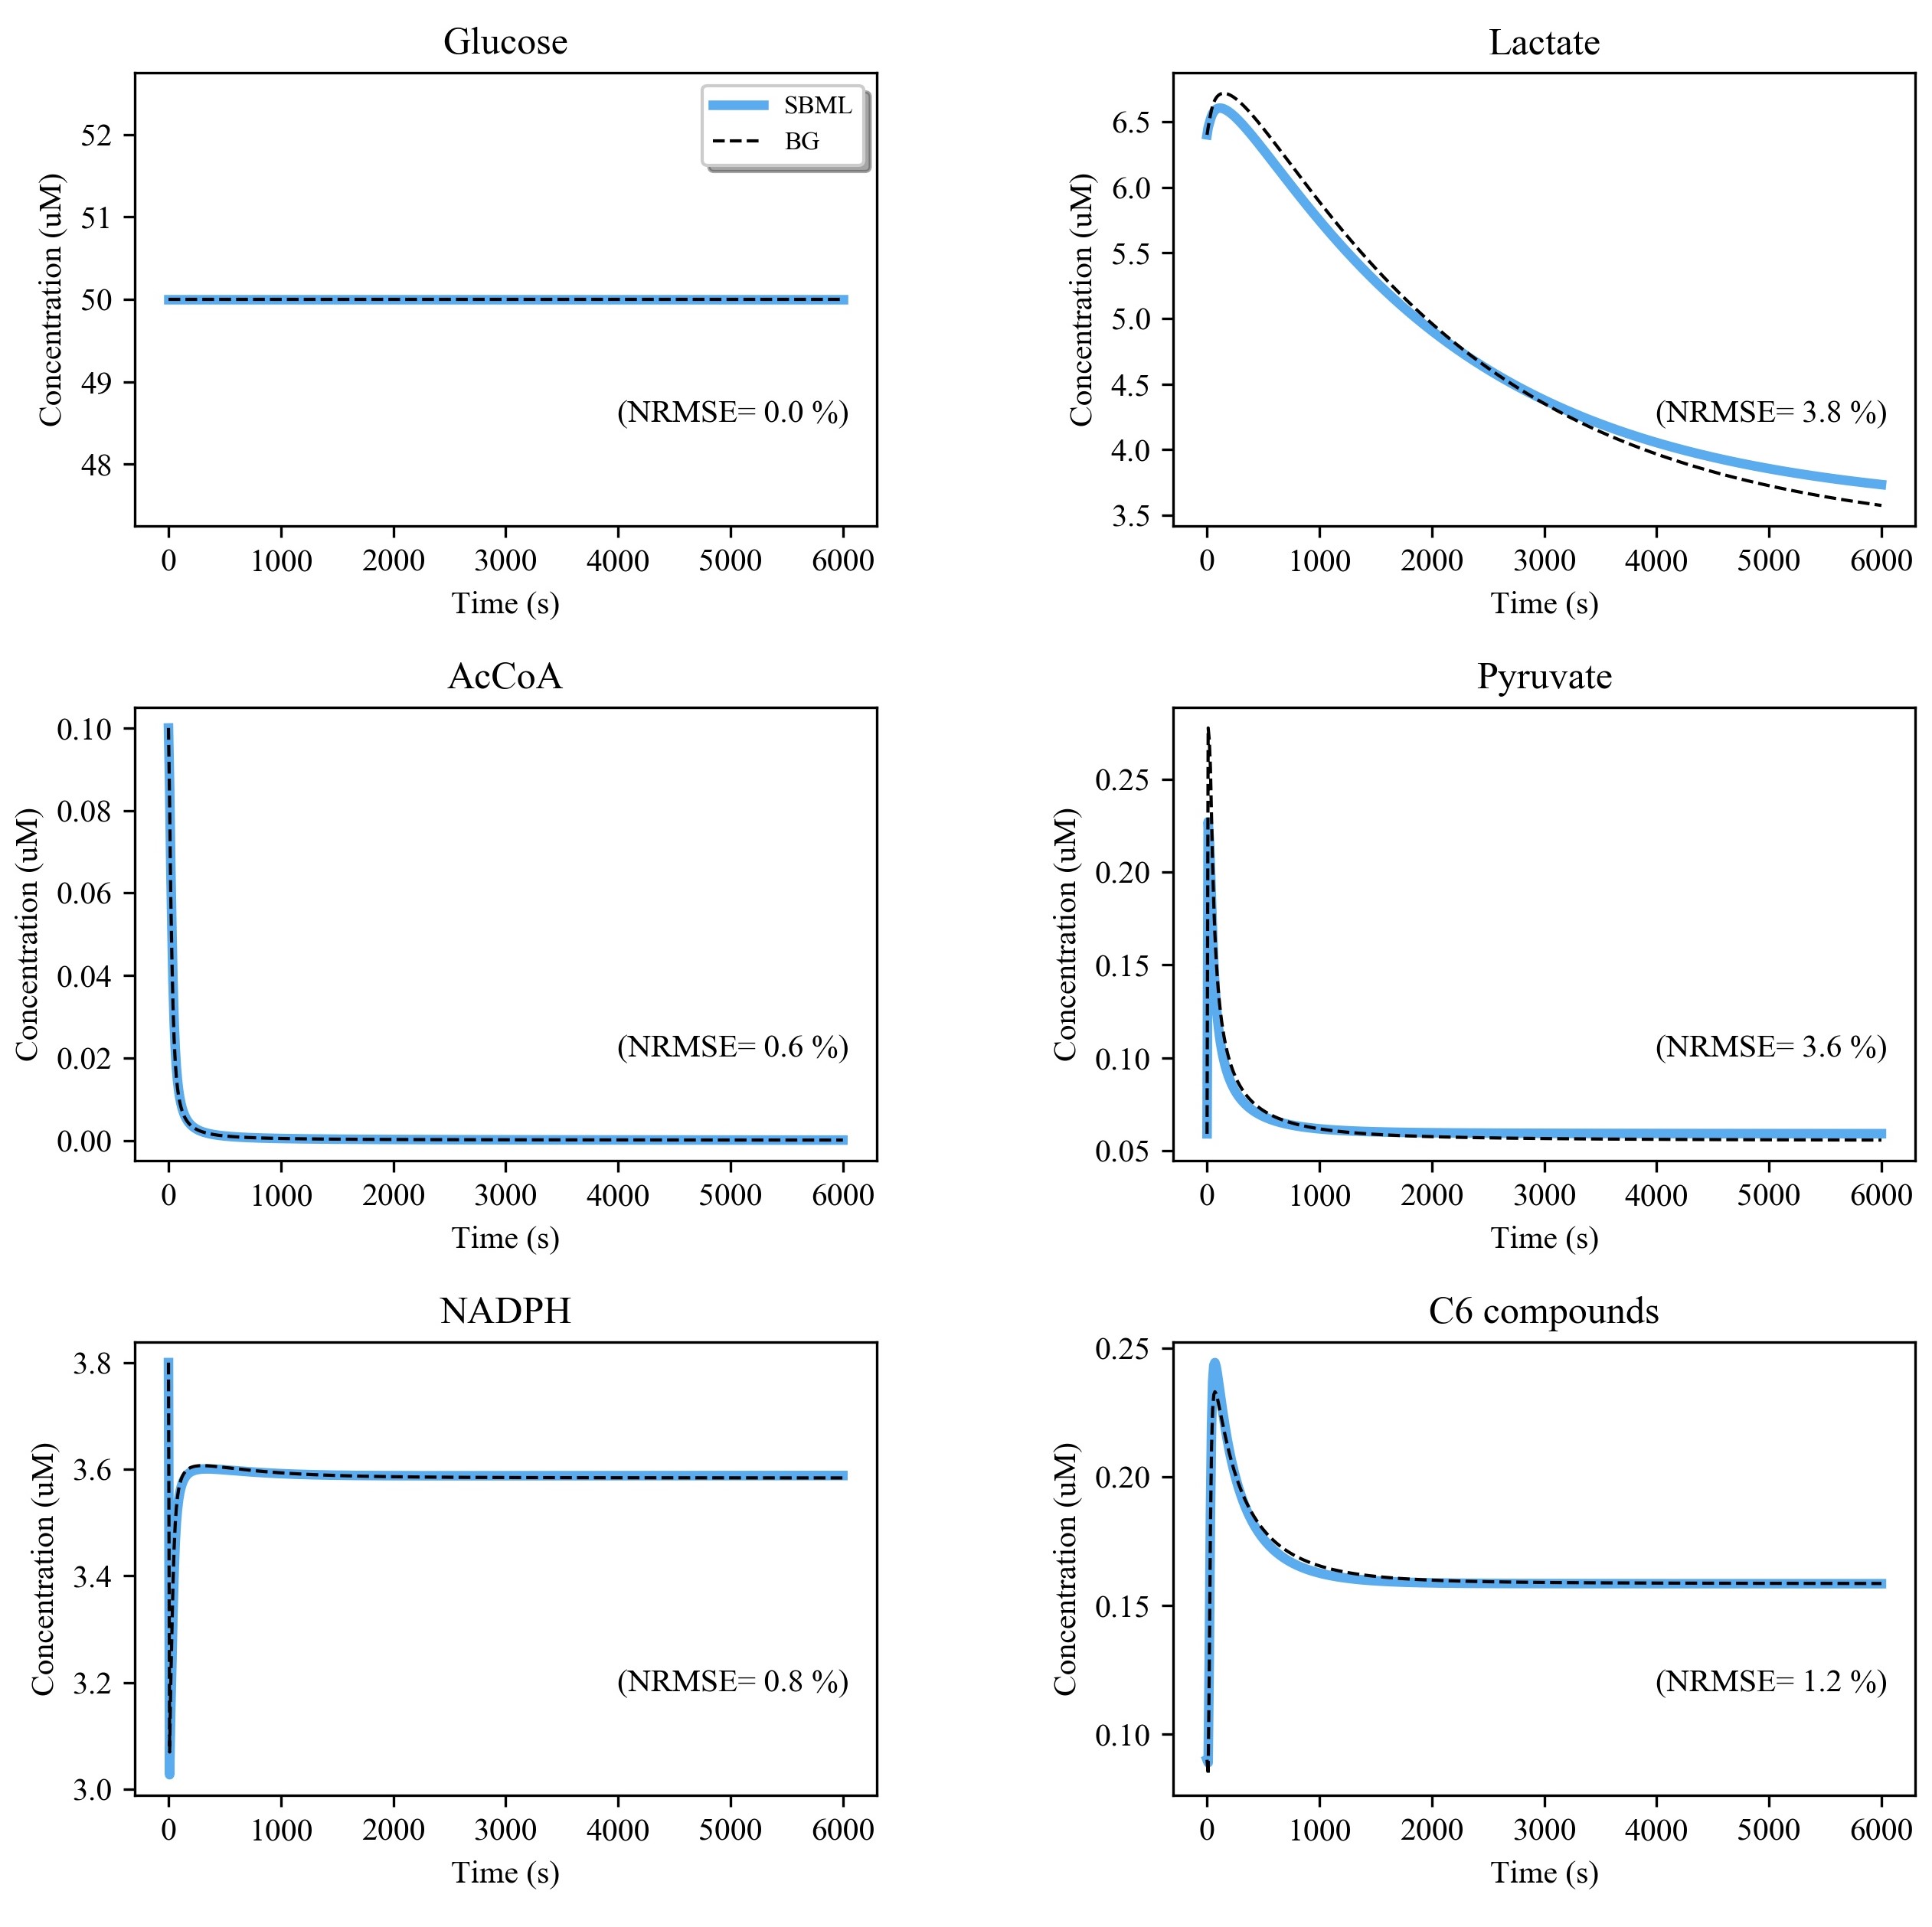 Glucose
Concentration (uM)
52
51
50
49
48
SBML
BG
(NRMSE= 0.0 %)
0 1000 2000 3000 4000 5000 6000
Time (s)
Lactate
Concentration (uM)
6.5
6.0
5.5
5.0
4.5
4.0
3.5
(NRMSE= 3.8 %)
0 1000 2000 3000 4000 5000 6000
Time (s)
AcCoA
Concentration (uM)
0.10
0.08
0.06
0.04
0.02
0.00
(NRMSE= 0.6 %)
0 1000 2000 3000 4000 5000 6000
Time (s)
Pyruvate
Concentration (uM)
0.25
0.20
0.15
0.10
0.05
(NRMSE= 3.6 %)
0 1000 2000 3000 4000 5000 6000
Time (s)
NADPH
Concentration (uM)
3.8
3.6
3.4
3.2
3.0
(NRMSE= 0.8 %)
0 1000 2000 3000 4000 5000 6000
Time (s)
C6 compounds
Concentration (uM)
0.25
0.20
0.15
0.10
(NRMSE= 1.2 %)
0 1000 2000 3000 4000 5000 6000
Time (s)